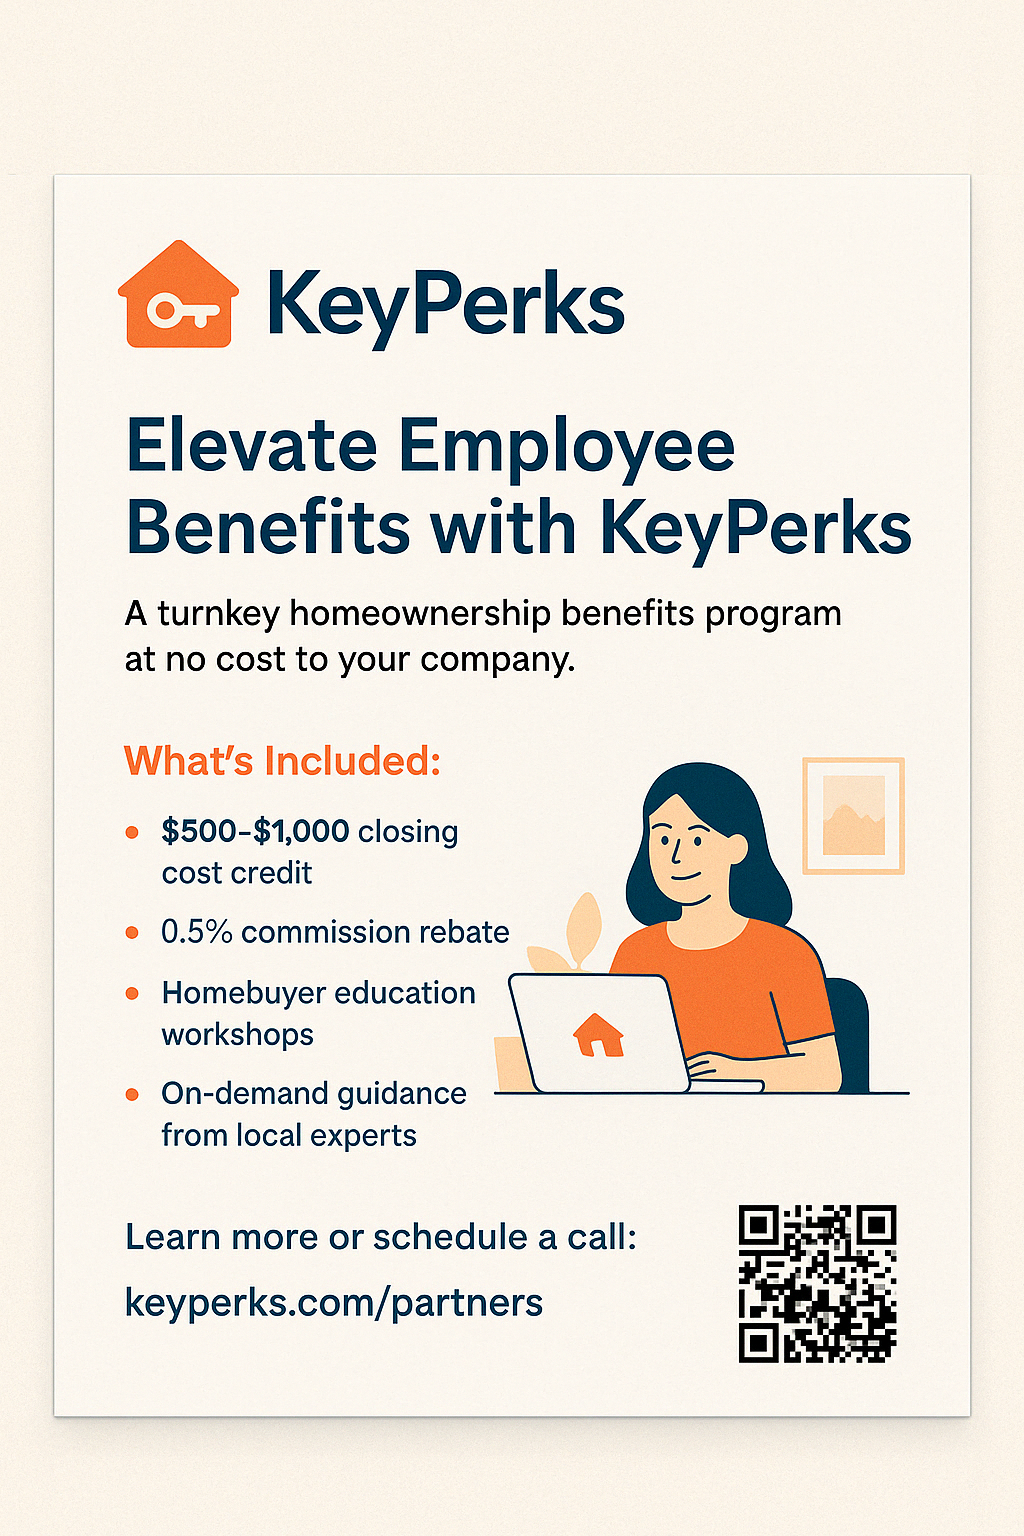 KeyPerks
Elevate Employee
Benefits with KeyPerks
A turnkey homeownership benefits program
at no cost to your company.
What's Included:
• $500–$1,000 closing
cost credit
• 0.5% commission rebate
• Homebuyer education
workshops
• On-demand guidance
from local experts
Learn more or schedule a call:
keyperks.com/partners